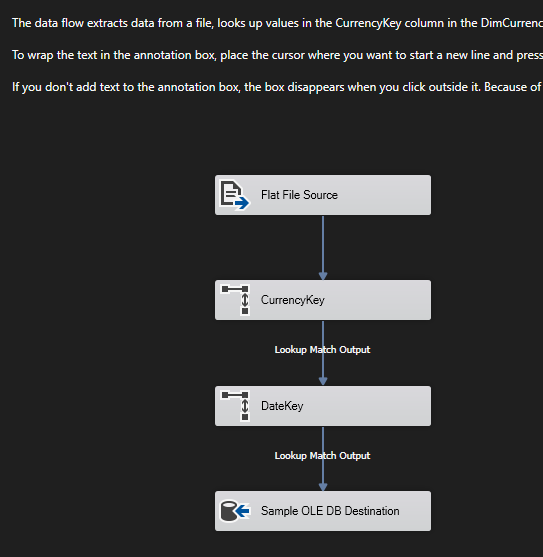 The data flow extracts data from a file, looks up values in the CurrencyKey column in the DimCurrenc
To wrap the text in the annotation box, place the cursor where you want to start a new line and press
If you don't add text to the annotation box, the box disappears when you click outside it. Because of
Flat File Source
CurrencyKey
Lookup Match Output
DateKey
Lookup Match Output
Sample OLE DB Destination